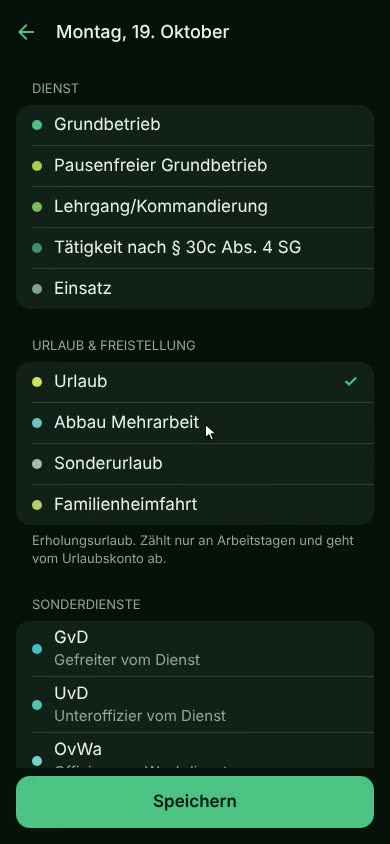 Montag, 19. Oktober
DIENST
Grundbetrieb
Pausenfreier Grundbetrieb
Lehrgang/Kommandierung
Tätigkeit nach § 30c Abs. 4 SG
Einsatz
URLAUB & FREISTELLUNG
Urlaub
Abbau Mehrarbeit
Sonderurlaub
Familienheimfahrt
Erholungsurlaub. Zählt nur an Arbeitstagen und geht
vom Urlaubskonto ab.
SONDERDIENSTE
GvD
Gefreiter vom Dienst
UvD
Unteroffizier vom Dienst
OvWa
Speichern